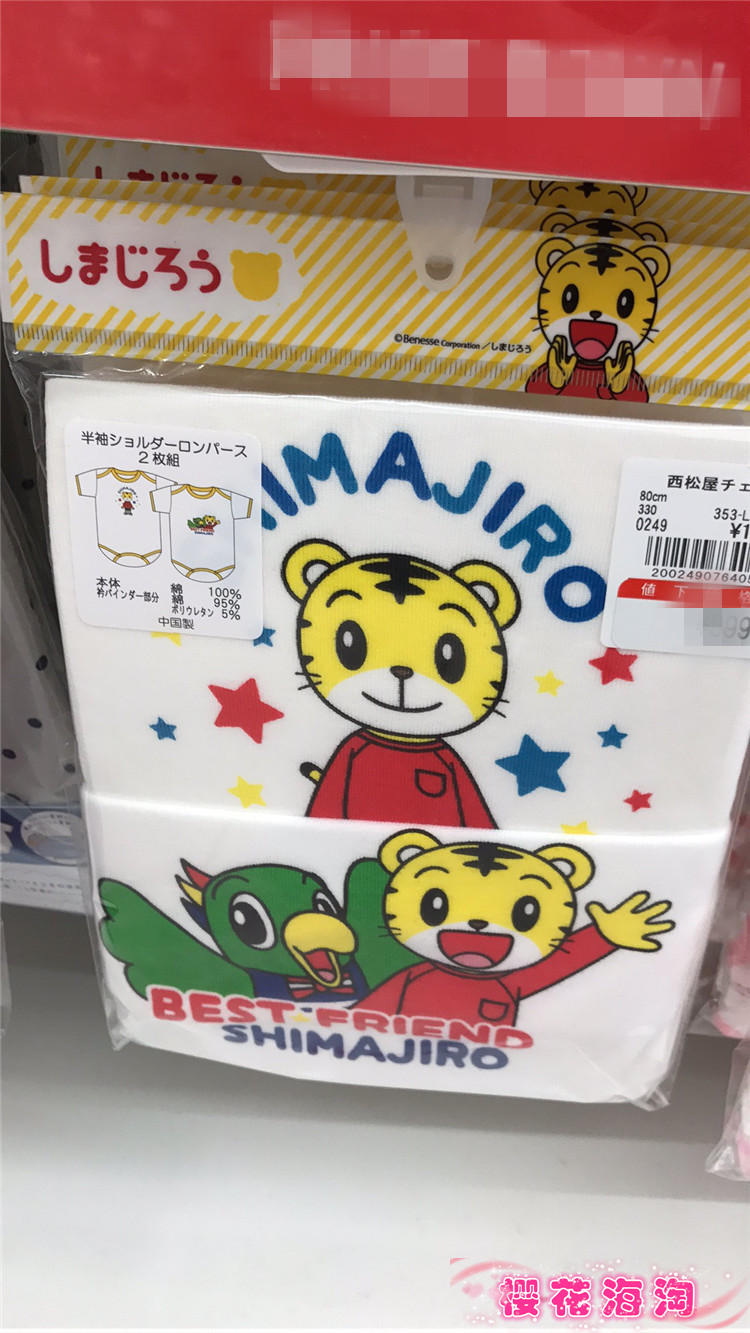 しまじろう
©Benesse Corporation／しまじろう
半袖ショルダーロンパース
2枚組
本体 綿 100%
衿バインダー部分 綿 95%
ポリウレタン 5%
中国製
西松屋チェ
80cm
330
353-L
0249
¥1
20024907640
値下
SHIMAJIRO
BEST FRIEND
SHIMAJIRO
樱花海淘